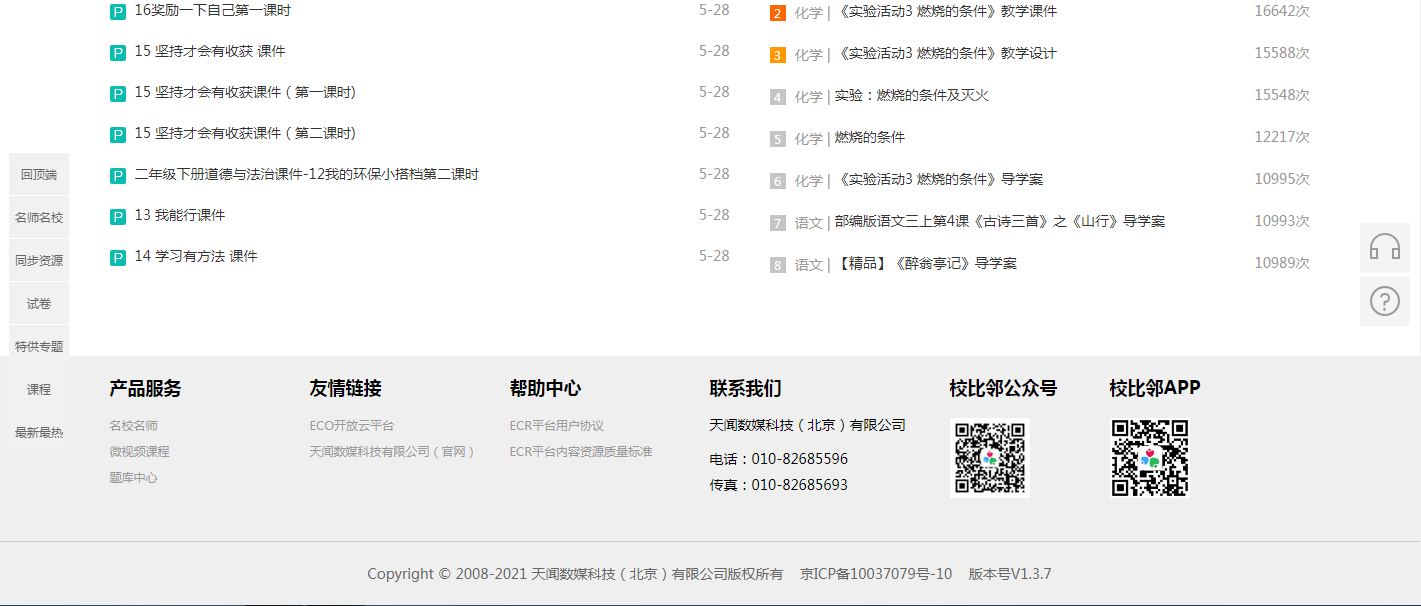 P 16奖励一下自己第一课时 5-28
P 15 坚持才会有收获 课件 5-28
P 15 坚持才会有收获课件（第一课时) 5-28
P 15 坚持才会有收获课件（第二课时) 5-28
P 二年级下册道德与法治课件-12我的环保小搭档第二课时 5-28
P 13 我能行课件 5-28
P 14 学习有方法 课件 5-28
2 化学 | 《实验活动3 燃烧的条件》教学课件 16642次
3 化学 | 《实验活动3 燃烧的条件》教学设计 15588次
4 化学 | 实验：燃烧的条件及灭火 15548次
5 化学 | 燃烧的条件 12217次
6 化学 | 《实验活动3 燃烧的条件》导学案 10995次
7 语文 | 部编版语文三上第4课《古诗三首》之《山行》导学案 10993次
8 语文 | 【精品】《醉翁亭记》导学案 10989次
回顶端
名师名校
同步资源
试卷
特供专题
课程
最新最热
?
产品服务
名校名师
微视频课程
题库中心
友情链接
ECO开放云平台
天闻数媒科技有限公司（官网）
帮助中心
ECR平台用户协议
ECR平台内容资源质量标准
联系我们
天闻数媒科技（北京）有限公司
电话：010-82685596
传真：010-82685693
校比邻公众号
校比邻APP
Copyright © 2008-2021 天闻数媒科技（北京）有限公司版权所有 京ICP备10037079号-10 版本号V1.3.7